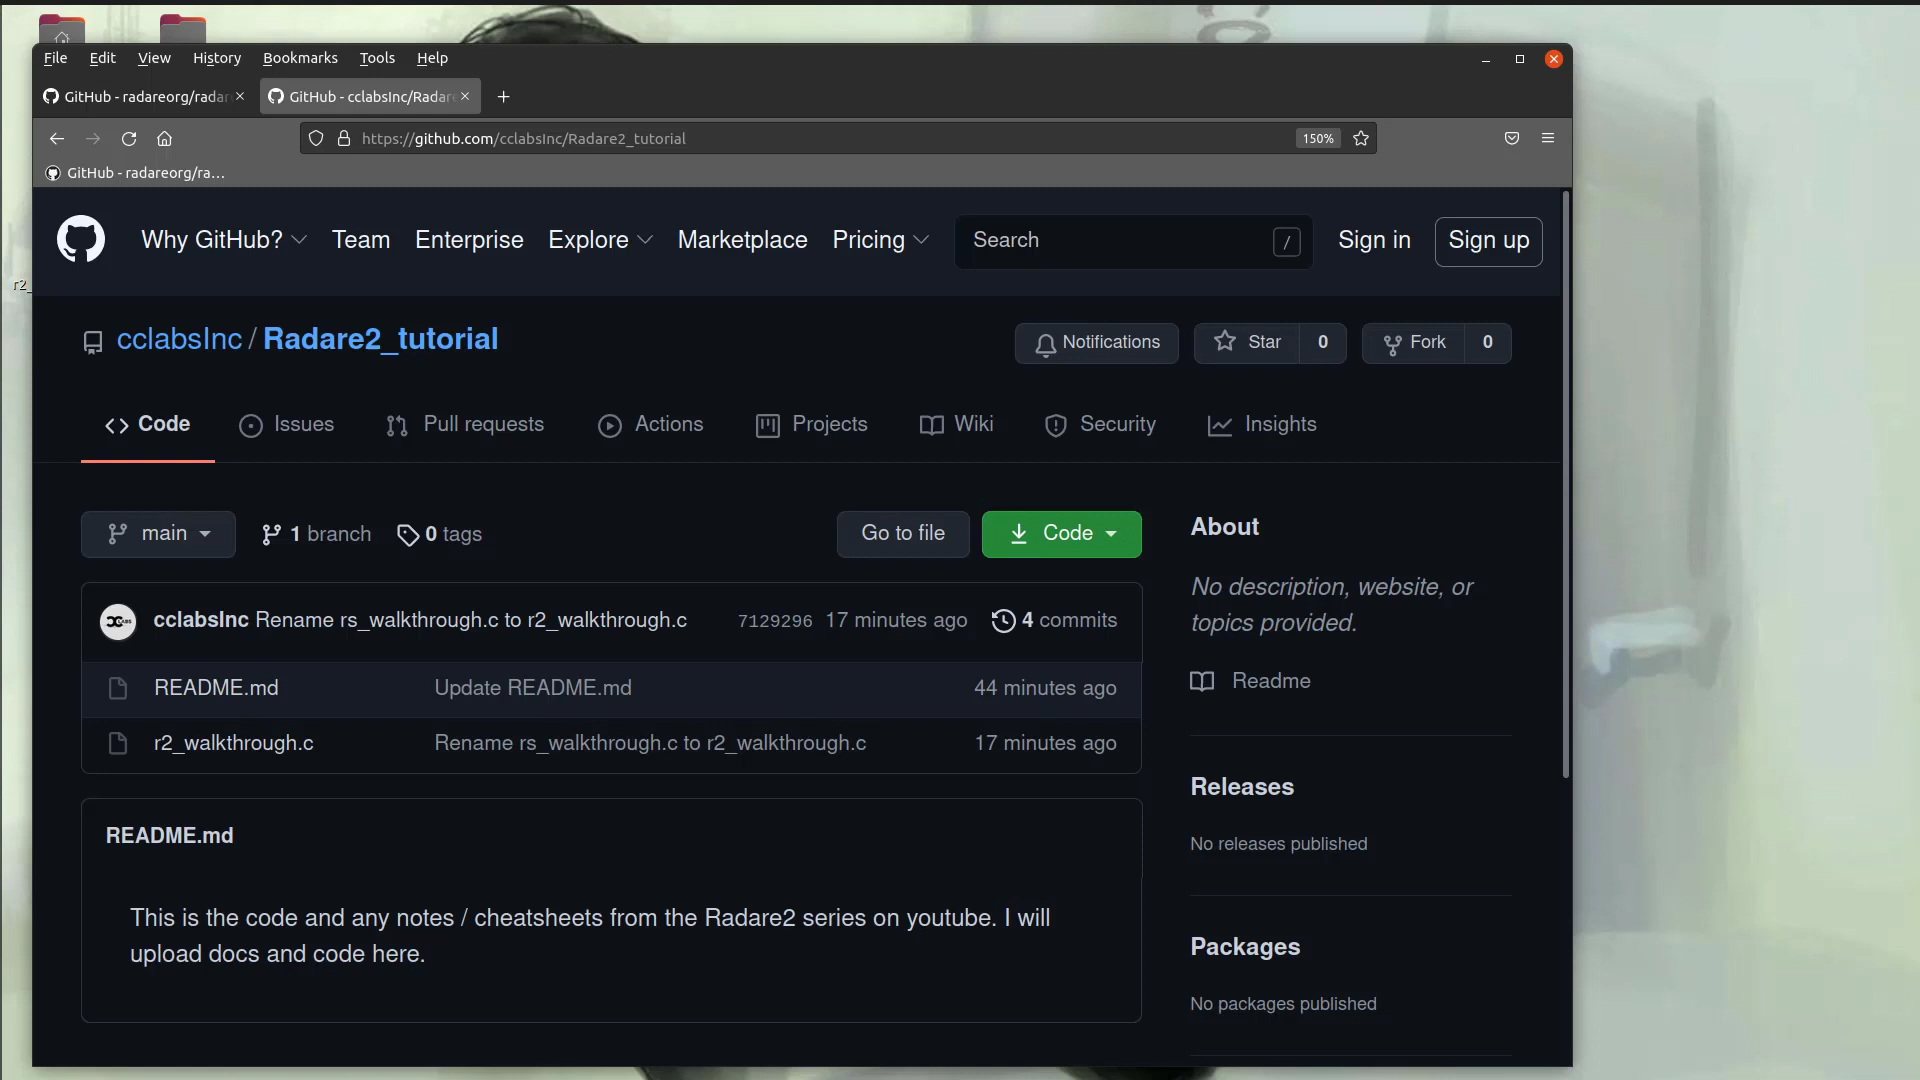 File Edit View History Bookmarks Tools Help
GitHub - radareorg/radar GitHub - cclabsInc/Radare
https://github.com/cclabsInc/Radare2_tutorial 150%
GitHub - radareorg/ra...
Why GitHub? Team Enterprise Explore Marketplace Pricing Search / Sign in Sign up
r2_
cclabsInc / Radare2_tutorial Notifications Star 0 Fork 0
Code Issues Pull requests Actions Projects Wiki Security Insights
main 1 branch 0 tags Go to file Code
cclabsInc Rename rs_walkthrough.c to r2_walkthrough.c 7129296 17 minutes ago 4 commits
README.md Update README.md 44 minutes ago
r2_walkthrough.c Rename rs_walkthrough.c to r2_walkthrough.c 17 minutes ago
README.md
This is the code and any notes / cheatsheets from the Radare2 series on youtube. I will
upload docs and code here.
About
No description, website, or
topics provided.
Readme
Releases
No releases published
Packages
No packages published